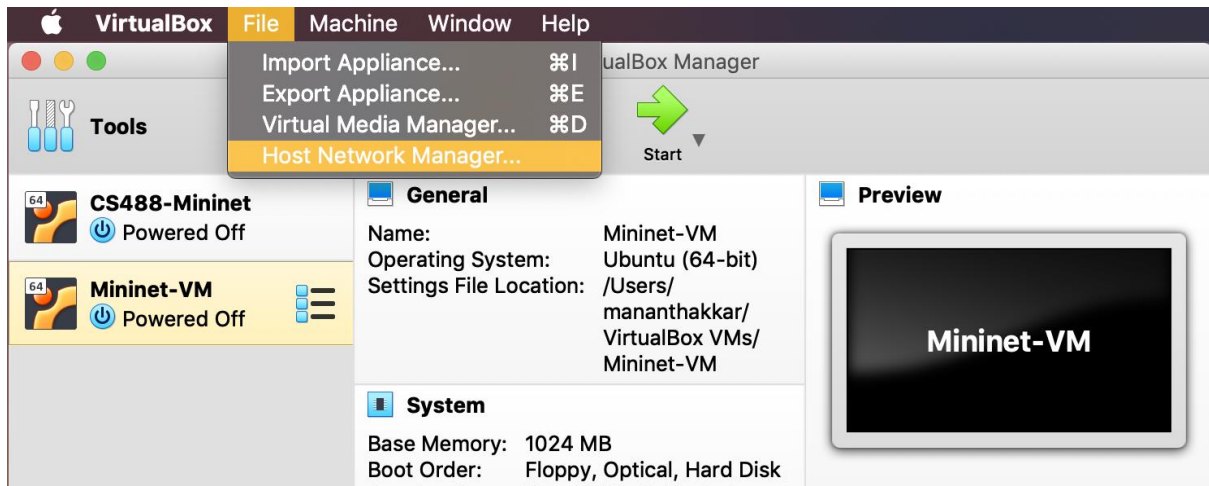 VirtualBox File Machine Window Help
Import Appliance... ⌘I
Export Appliance... ⌘E
Virtual Media Manager... ⌘D
Host Network Manager...
ualBox Manager
Tools
Start
64
CS488-Mininet
Powered Off
64
Mininet-VM
Powered Off
General
Name: Mininet-VM
Operating System: Ubuntu (64-bit)
Settings File Location: /Users/
mananthakkar/
VirtualBox VMs/
Mininet-VM
System
Base Memory: 1024 MB
Boot Order: Floppy, Optical, Hard Disk
Preview
Mininet-VM